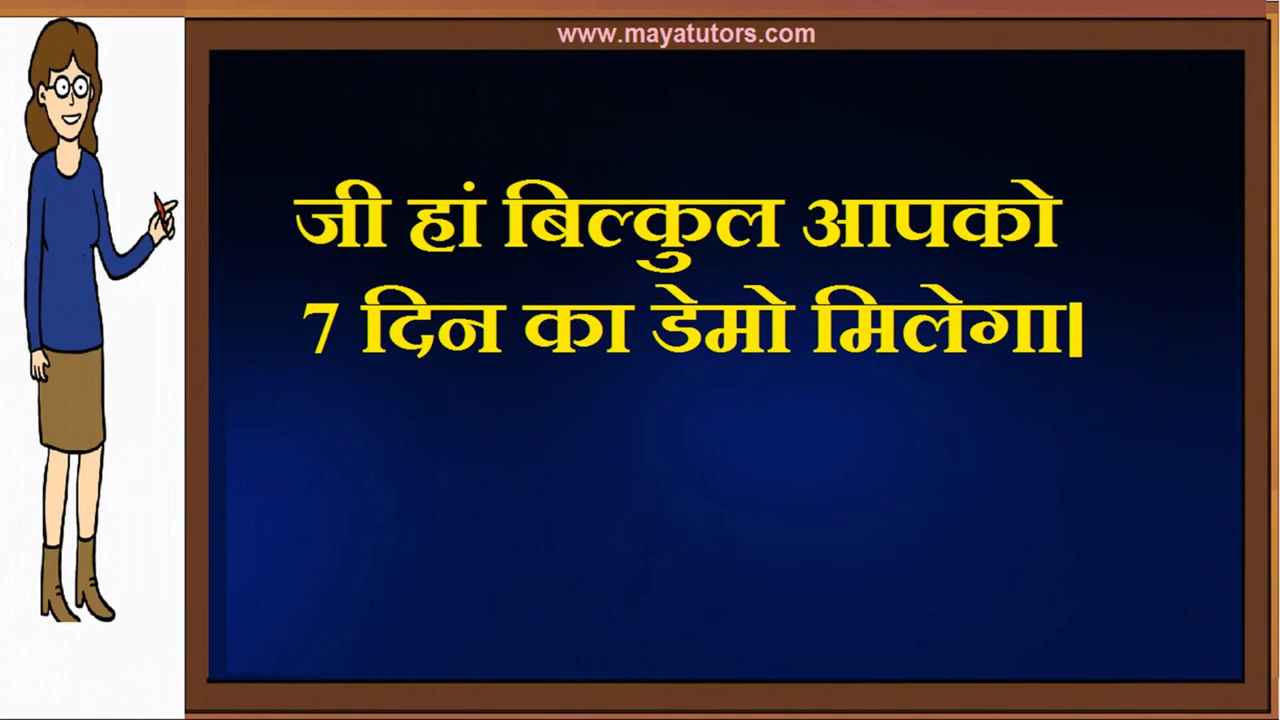 www.mayatutors.com
जी हां बिल्कुल आपको
7 दिन का डेमो मिलेगा।